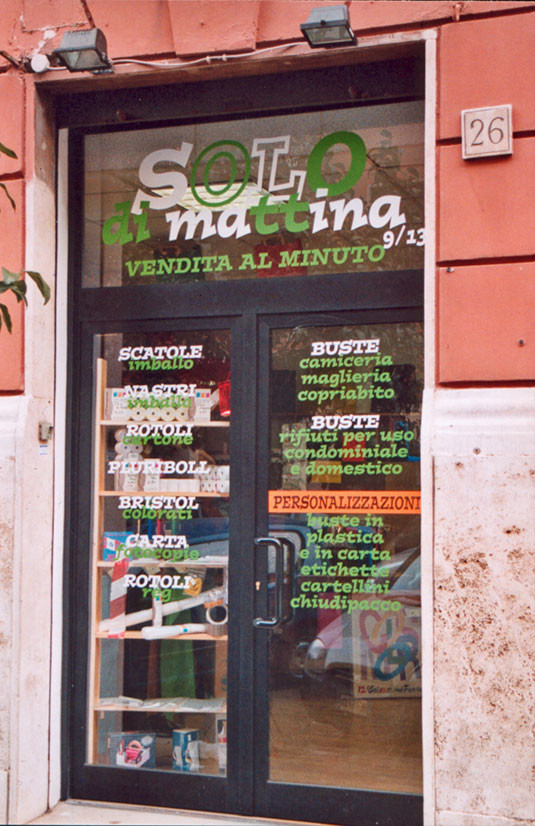 26
SOLO
di mattina
9/13
VENDITA AL MINUTO
SCATOLE
imballo
NASTRI
imballo
ROTOLI
cartone
PLURIBOLL
BRISTOL
colorati
CARTA
fotocopie
ROTOLI
reg
BUSTE
camiceria
maglieria
copriabito
BUSTE
rifiuti per uso
condominiale
e domestico
PERSONALIZZAZIONI
buste in
plastica
e in carta
etichette
cartellini
chiudipacco